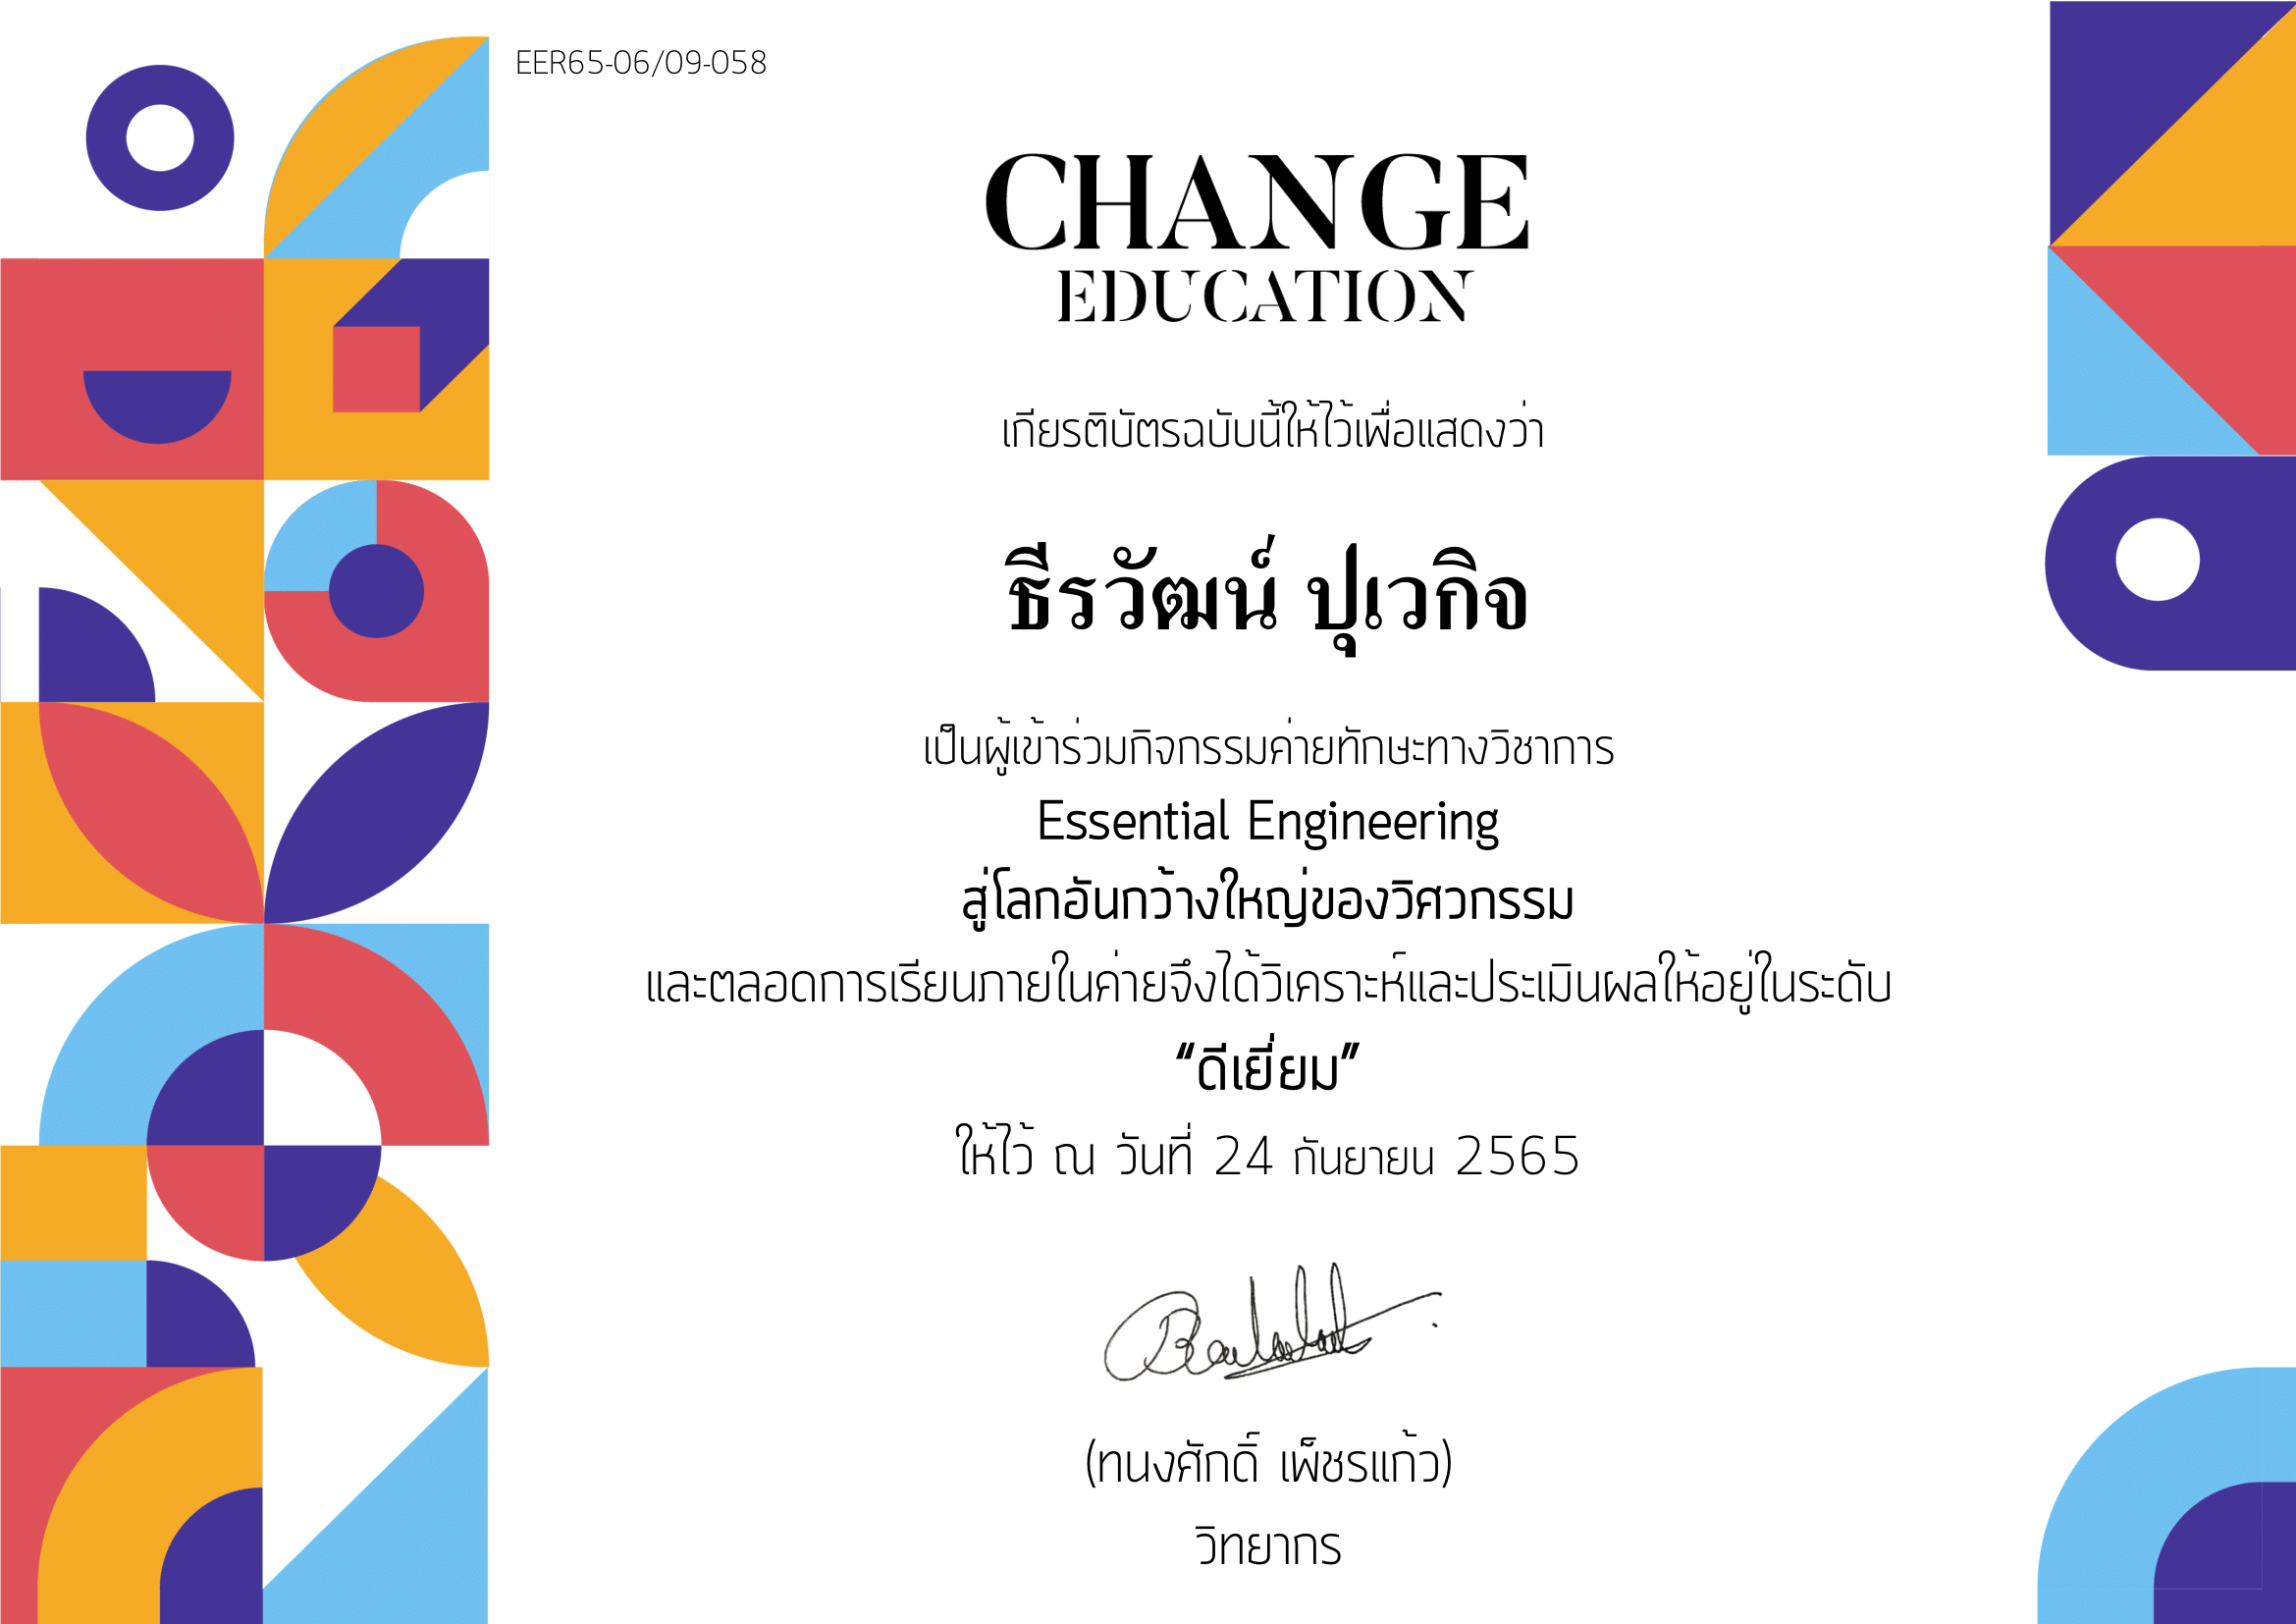 EER65-06/09-058
CHANGE
EDUCATION
เกียรติบัตรฉบับนี้ให้ไว้เพื่อแสดงว่า
ธีรวัฒน์ ปุเวกิจ
เป็นผู้เข้าร่วมกิจกรรมค่ายทักษะทางวิชาการ
Essential Engineering
สู่โลกอันกว้างใหญ่ของวิศวกรรม
และตลอดการเรียนภายในค่ายจึงได้วิเคราะห์และประเมินผลให้อยู่ในระดับ
“ดีเยี่ยม”
ให้ไว้ ณ วันที่ 24 กันยายน 2565
(ทนงศักดิ์ เพ็ชรแก้ว)
วิทยากร